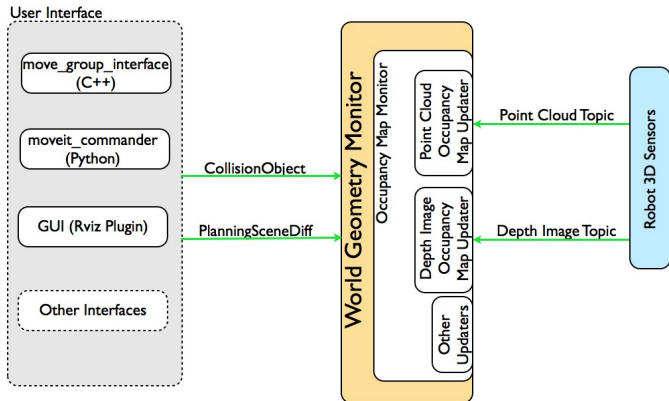 User Interface
move_group_interface
(C++)
moveit_commander
(Python)
GUI (Rviz Plugin)
Other Interfaces
CollisionObject
PlanningSceneDiff
World Geometry Monitor
Occupancy Map Monitor
Point Cloud
Occupancy
Map Updater
Depth Image
Occupancy
Map Updater
Other
Updaters
Point Cloud Topic
Depth Image Topic
Robot 3D Sensors